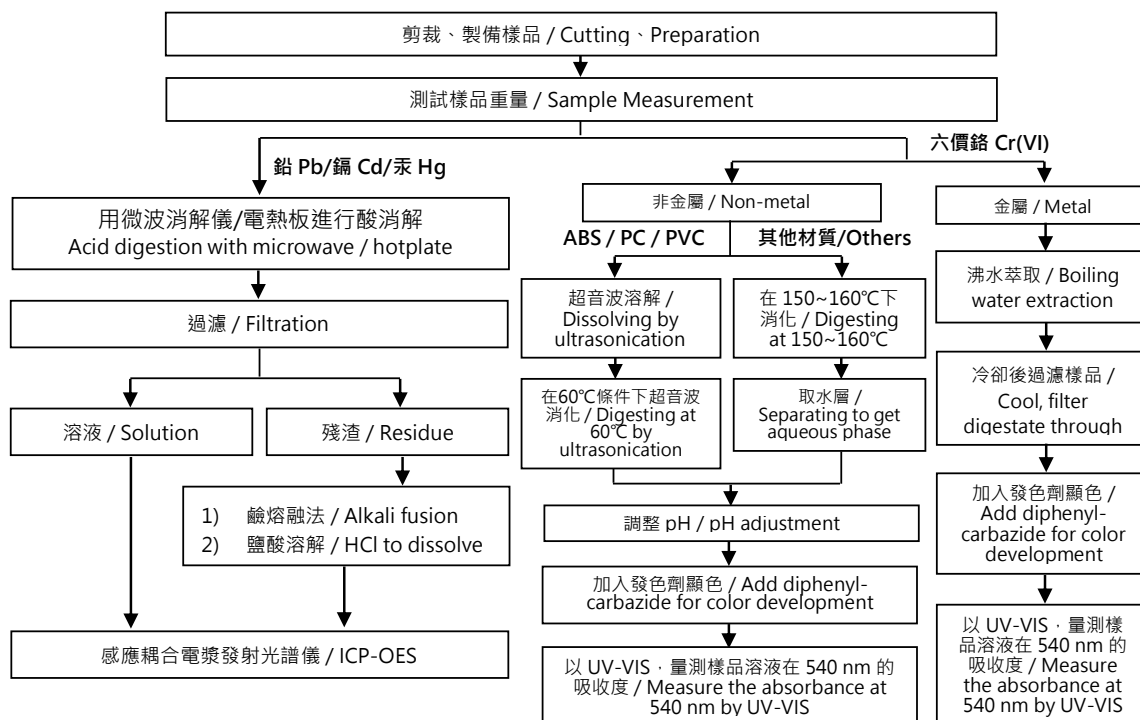 剪裁、製備樣品 / Cutting、Preparation
測試樣品重量 / Sample Measurement
鉛 Pb/鎘 Cd/汞 Hg
六價鉻 Cr(VI)
用微波消解儀/電熱板進行酸消解
Acid digestion with microwave / hotplate
過濾 / Filtration
溶液 / Solution
殘渣 / Residue
1) 鹼熔融法 / Alkali fusion
2) 鹽酸溶解 / HCl to dissolve
感應耦合電漿發射光譜儀 / ICP-OES
非金屬 / Non-metal
ABS / PC / PVC
其他材質/Others
超音波溶解 /
Dissolving by
ultrasonication
在60℃條件下超音波
消化 / Digesting at
60℃ by
ultrasonication
在 150~160℃下
消化 / Digesting
at 150~160℃
取水層 /
Separating to get
aqueous phase
調整 pH / pH adjustment
加入發色劑顯色 / Add diphenyl-
carbazide for color development
以 UV-VIS，量測樣品溶液在 540 nm 的
吸收度 / Measure the absorbance at
540 nm by UV-VIS
金屬 / Metal
沸水萃取 / Boiling
water extraction
冷卻後過濾樣品 /
Cool, filter
digestate through
加入發色劑顯色 /
Add diphenyl-
carbazide for color
development
以 UV-VIS，量測樣
品溶液在 540 nm 的
吸收度 / Measure
the absorbance at
540 nm by UV-VIS